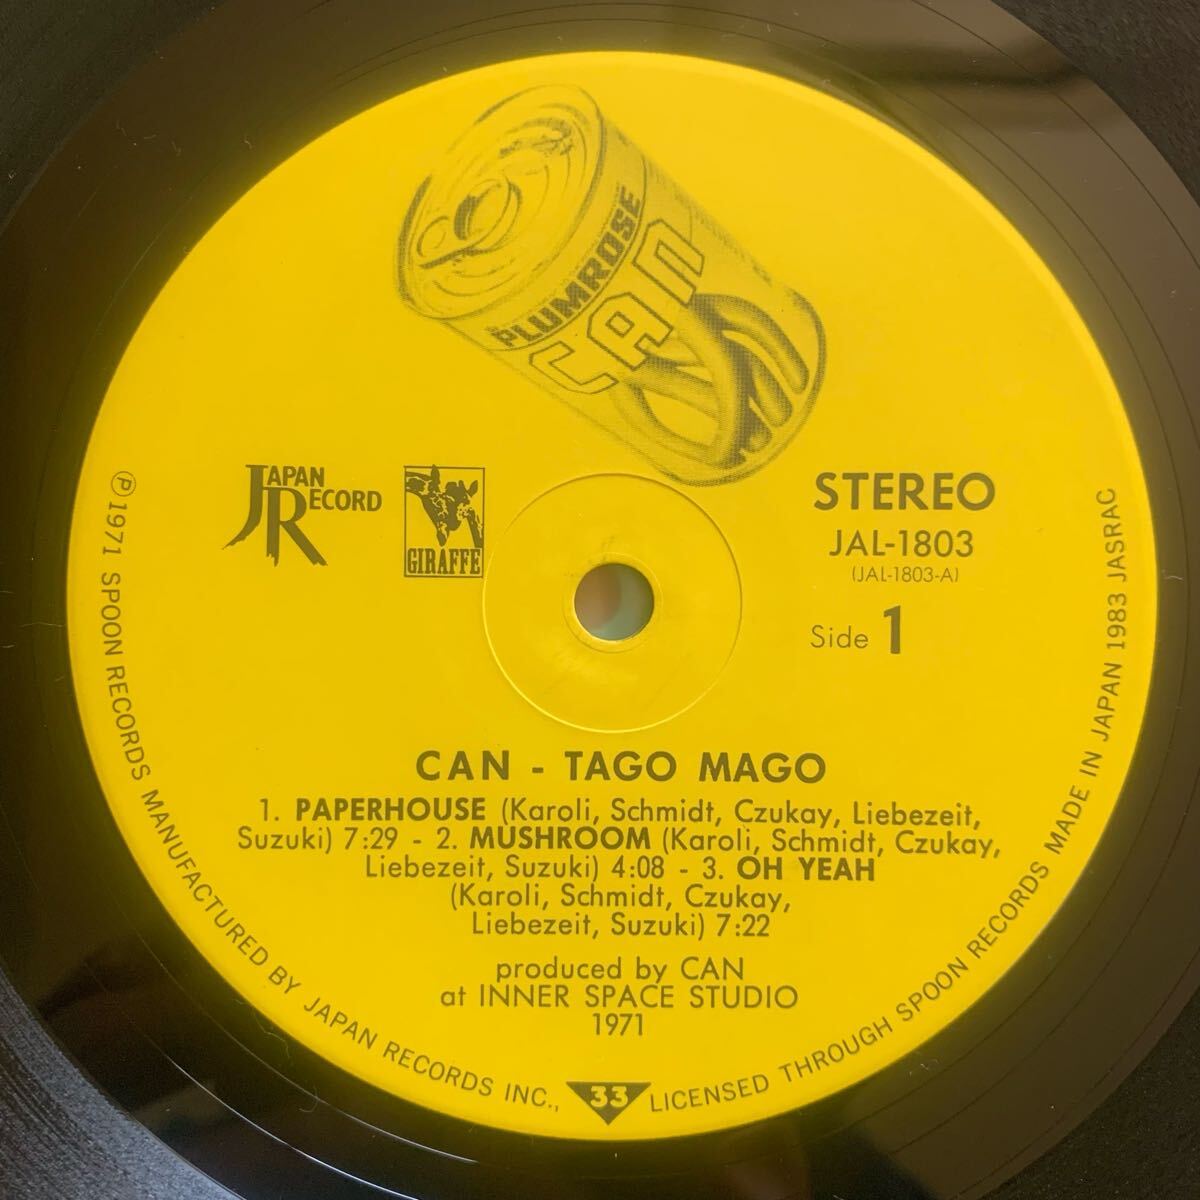 PLUMROSE
CAN
JAPAN
RECORD
JR
GIRAFFE
STEREO
JAL-1803
(JAL-1803-A)
Side 1
CAN - TAGO MAGO
1. PAPERHOUSE (Karoli, Schmidt, Czukay, Liebezeit,
Suzuki) 7:29 - 2. MUSHROOM (Karoli, Schmidt, Czukay,
Liebezeit, Suzuki) 4:08 - 3. OH YEAH
(Karoli, Schmidt, Czukay,
Liebezeit, Suzuki) 7:22
produced by CAN
at INNER SPACE STUDIO
1971
℗ 1971 SPOON RECORDS MANUFACTURED BY JAPAN RECORDS INC., 33 LICENSED THROUGH SPOON RECORDS MADE IN JAPAN 1983 JASRAC